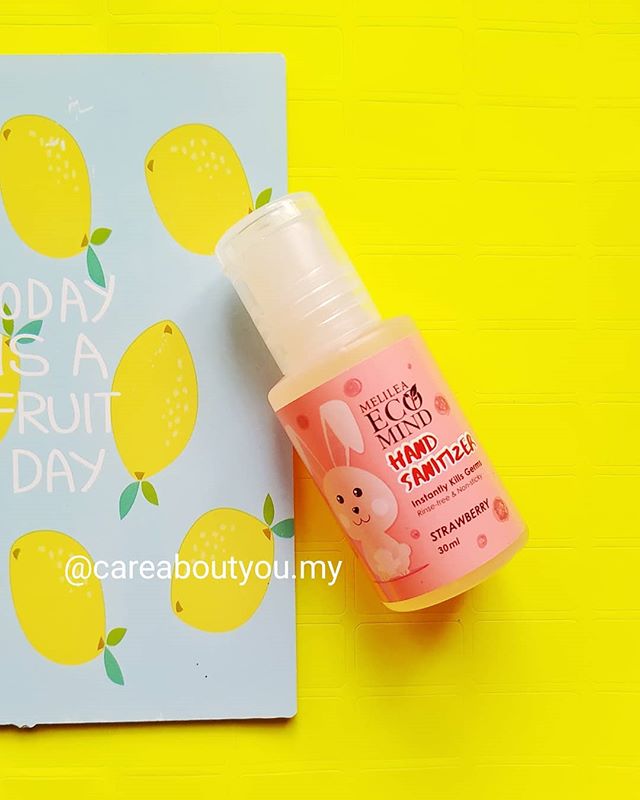 ODAY
IS A
FRUIT
DAY
MELILEA
ECO
MIND
HAND
SANITIZER
Instantly Kills Germs
Rinse-free & Non-sticky
STRAWBERRY
30ml
@careaboutyou.my